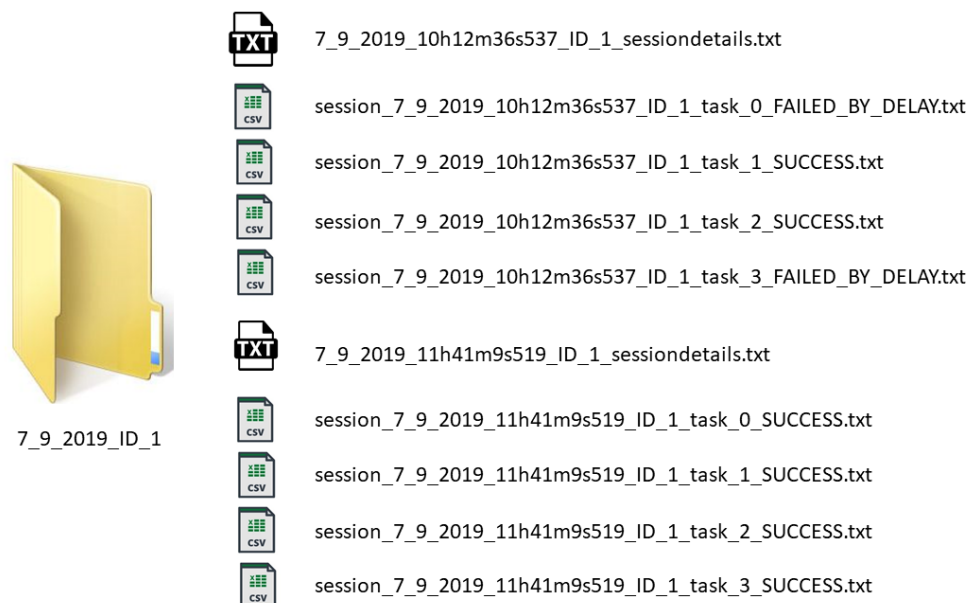 TXT
7_9_2019_10h12m36s537_ID_1_sessiondetails.txt
CSV
session_7_9_2019_10h12m36s537_ID_1_task_0_FAILED_BY_DELAY.txt
CSV
session_7_9_2019_10h12m36s537_ID_1_task_1_SUCCESS.txt
CSV
session_7_9_2019_10h12m36s537_ID_1_task_2_SUCCESS.txt
CSV
session_7_9_2019_10h12m36s537_ID_1_task_3_FAILED_BY_DELAY.txt
TXT
7_9_2019_11h41m9s519_ID_1_sessiondetails.txt
7_9_2019_ID_1
CSV
session_7_9_2019_11h41m9s519_ID_1_task_0_SUCCESS.txt
CSV
session_7_9_2019_11h41m9s519_ID_1_task_1_SUCCESS.txt
CSV
session_7_9_2019_11h41m9s519_ID_1_task_2_SUCCESS.txt
CSV
session_7_9_2019_11h41m9s519_ID_1_task_3_SUCCESS.txt